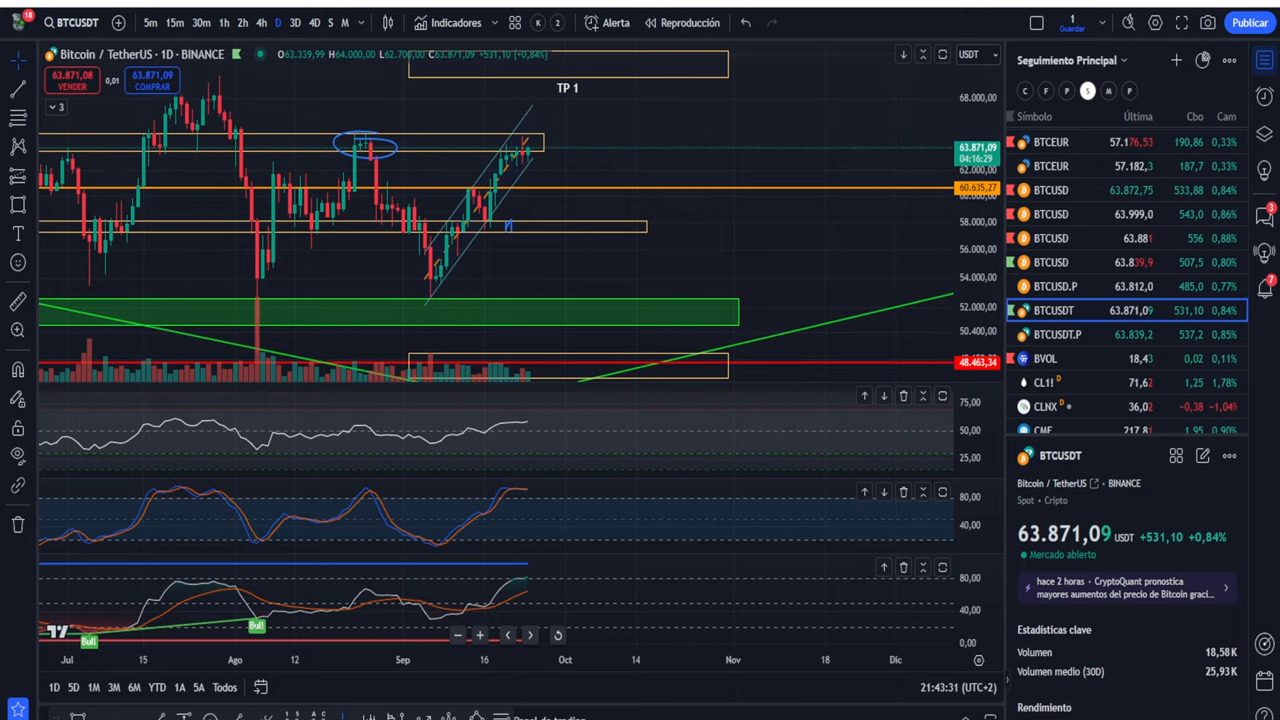 18
BTCUSDT
5m 15m 30m 1h 2h 4h D 3D 4D S M
Indicadores
K 2
Alerta
Reproducción
1
Guardar
Publicar
Bitcoin / TetherUS · 1D · BINANCE
O63.339,99 H64.000,00 L62.700,00 C63.871,09 +531,10 (+0,84%)
USDT
63.871,08
VENDER
0,01
63.871,09
COMPRAR
3
TP 1
68.000,00
63.871,09
04:16:29
62.000,00
60.635,27
58.000,00
56.000,00
54.000,00
52.000,00
50.400,00
48.463,34
75,00
50,00
25,00
80,00
40,00
80,00
40,00
0,00
Bull
Bull
Jul 15 Ago 12 Sep 16 Oct 14 Nov 18 Dic
1D 5D 1M 3M 6M YTD 1A 5A Todos
21:43:31 (UTC+2)
Seguimiento Principal
C F P S M P
Símbolo Última Cbo Cam
BTCEUR 57.176,53 190,86 0,33%
BTCEUR 57.182,3 187,7 0,33%
BTCUSD 63.872,75 533,88 0,84%
BTCUSD 63.999,0 543,0 0,86%
BTCUSD 63.881 556 0,88%
BTCUSD 63.839,9 507,5 0,80%
BTCUSD.P 63.812,0 485,0 0,77%
BTCUSDT 63.871,09 531,10 0,84%
BTCUSDT.P 63.839,2 537,2 0,85%
BVOL 18,43 0,02 0,11%
CL1! D 71,62 1,25 1,78%
CLNX D 36,02 -0,38 -1,04%
CME 217,81 1,95 0,90%
BTCUSDT
Bitcoin / TetherUS BINANCE
Spot · Cripto
63.871,09 USDT +531,10 +0,84%
Mercado abierto
hace 2 horas · CryptoQuant pronostica
mayores aumentos del precio de Bitcoin graci...
Estadísticas clave
Volumen 18,58K
Volumen medio (30D) 25,93K
Rendimiento
3
7